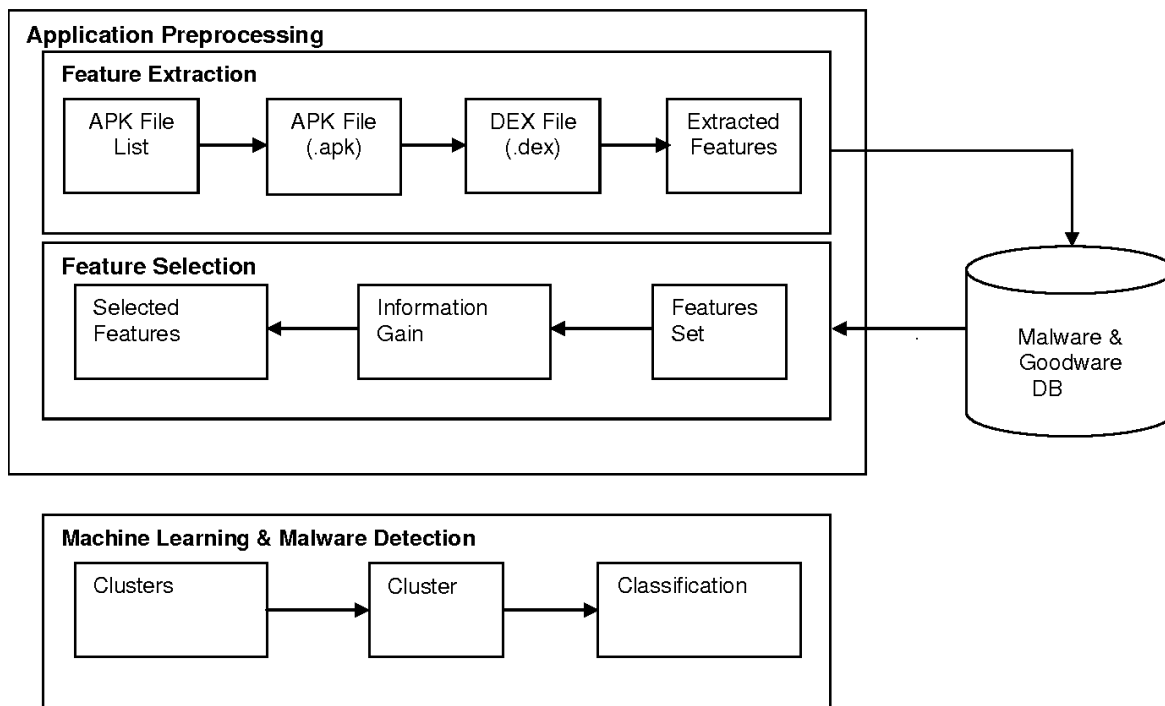 Application Preprocessing
Feature Extraction
APK File
List
APK File
(.apk)
DEX File
(.dex)
Extracted
Features
Feature Selection
Selected
Features
Information
Gain
Features
Set
Malware &
Goodware
DB
Machine Learning & Malware Detection
Clusters
Cluster
Classification